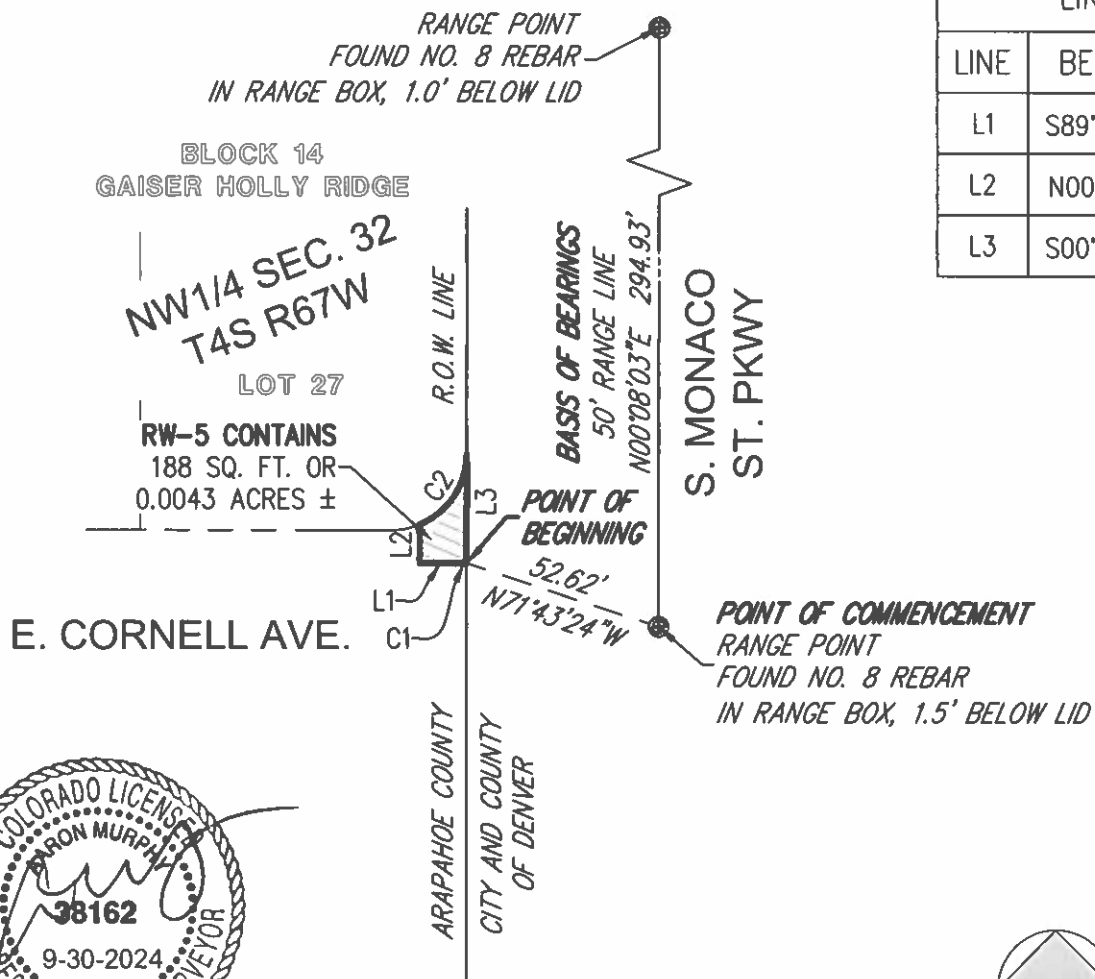 RANGE POINT
FOUND NO. 8 REBAR
IN RANGE BOX, 1.0' BELOW LID
LINE
BE
L1
S89°
L2
N00
L3
S00°
BLOCK 14
GAISER HOLLY RIDGE
NW1/4 SEC. 32
T4S R67W
LOT 27
R.O.W. LINE
BASIS OF BEARINGS
50' RANGE LINE
N00°08'03"E 294.93'
S. MONACO
ST. PKWY
RW-5 CONTAINS
188 SQ. FT. OR
0.0043 ACRES ±
C2
L3
L2
POINT OF
BEGINNING
52.62'
N71°43'24"W
L1
C1
E. CORNELL AVE.
POINT OF COMMENCEMENT
RANGE POINT
FOUND NO. 8 REBAR
IN RANGE BOX, 1.5' BELOW LID
ARAPAHOE COUNTY
CITY AND COUNTY
OF DENVER
COLORADO LICENSED
AARON MURPHY
38162
9-30-2024